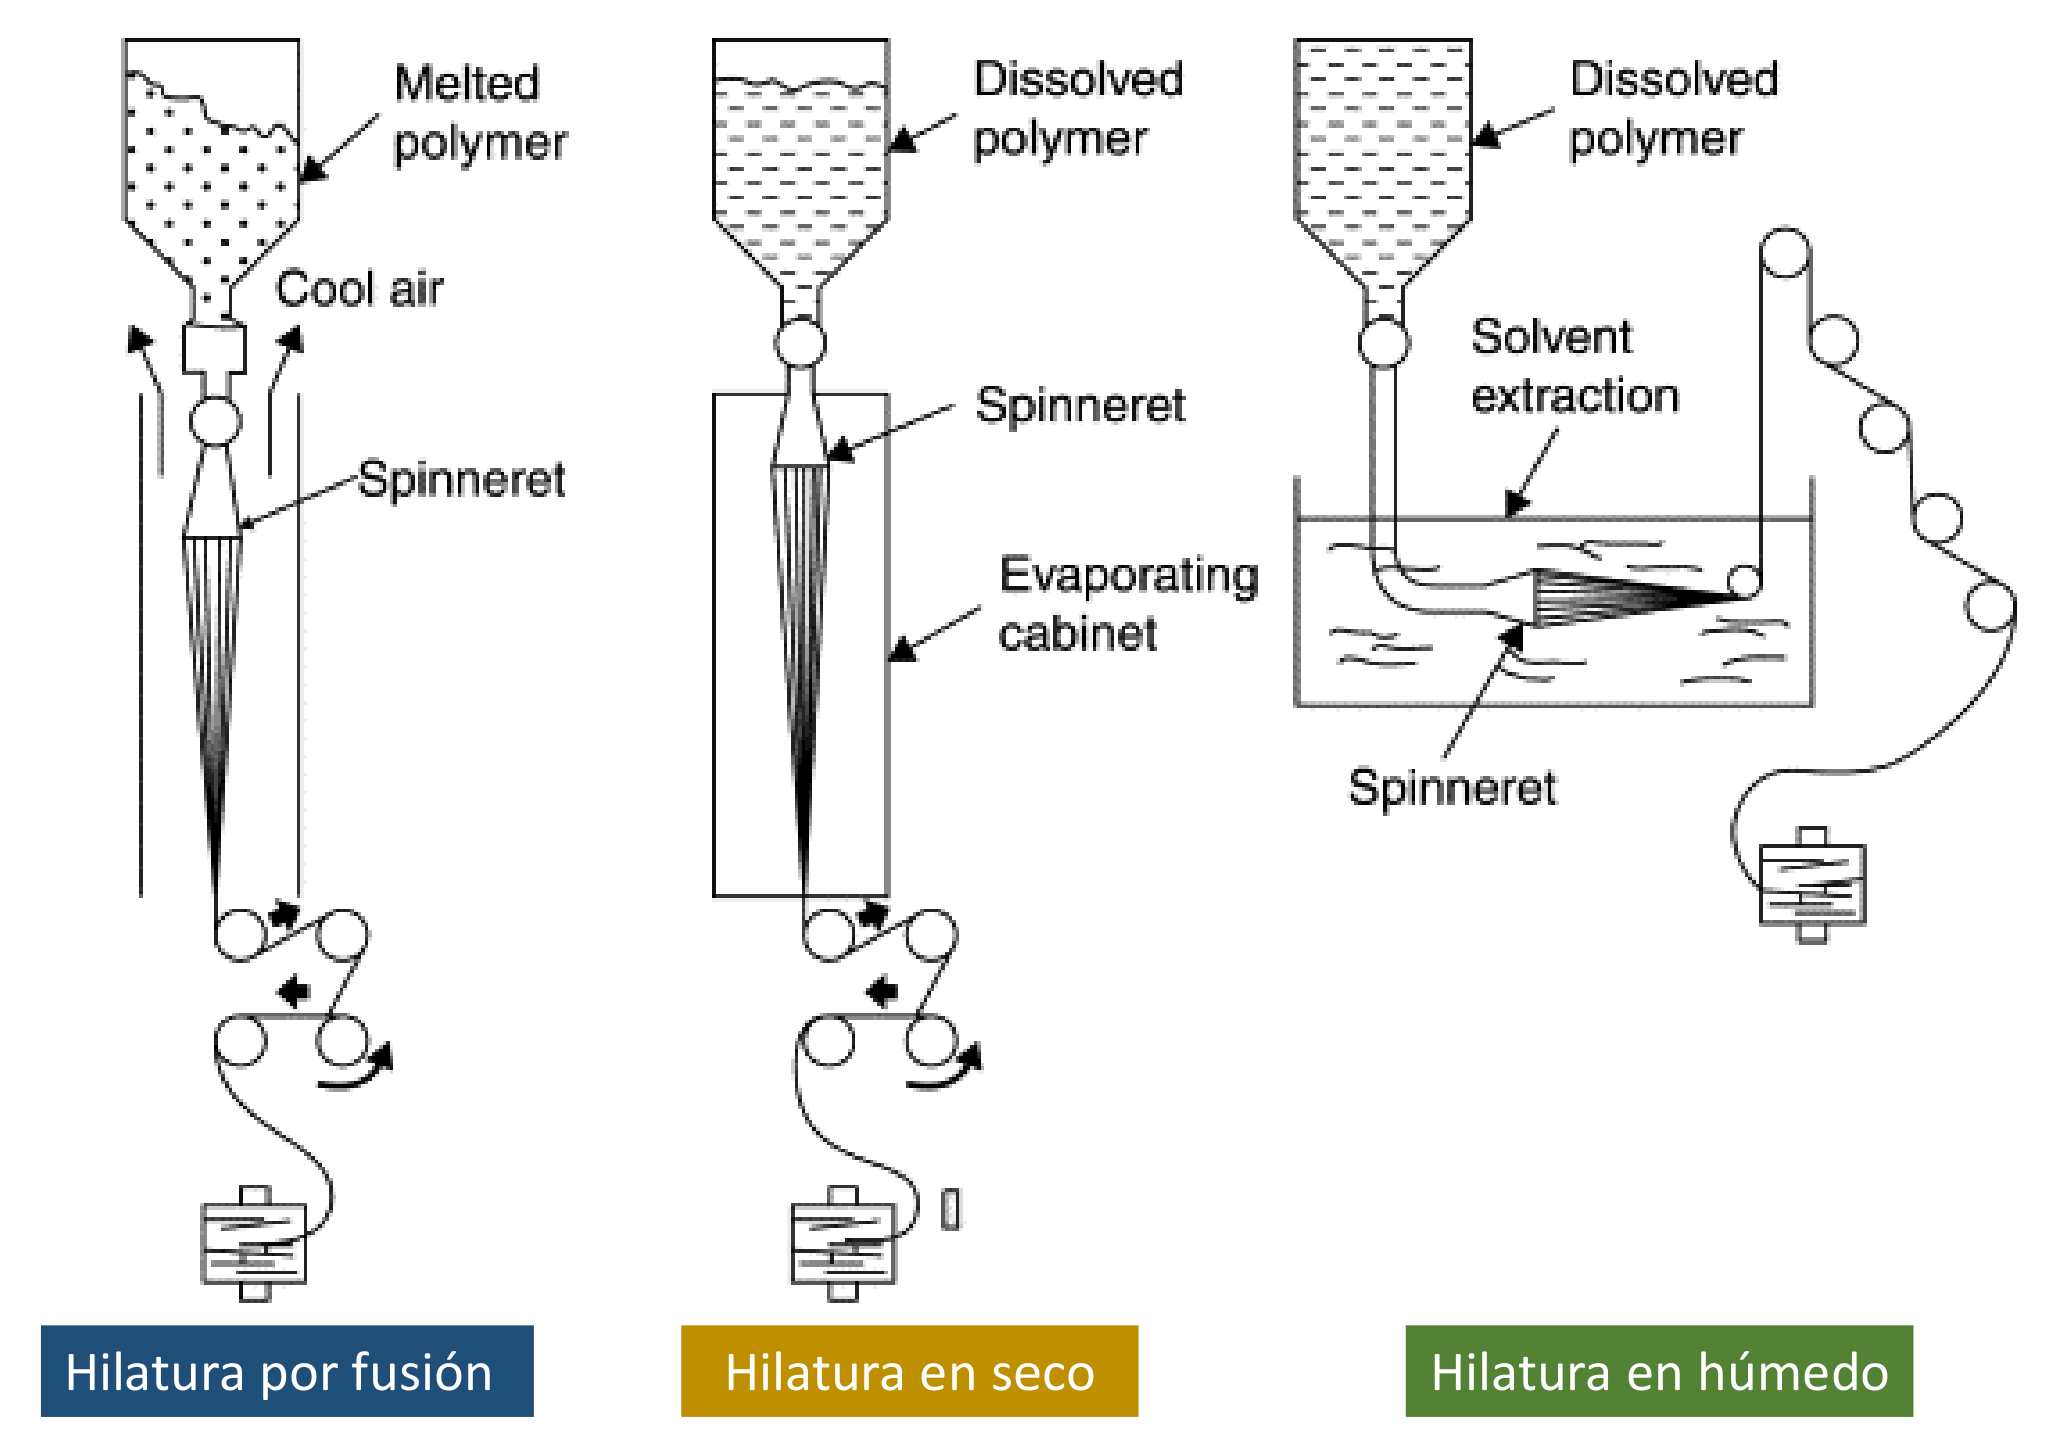 Melted
polymer
Cool air
Spinneret
Hilatura por fusión
Dissolved
polymer
Spinneret
Evaporating
cabinet
Hilatura en seco
Dissolved
polymer
Solvent
extraction
Spinneret
Hilatura en húmedo